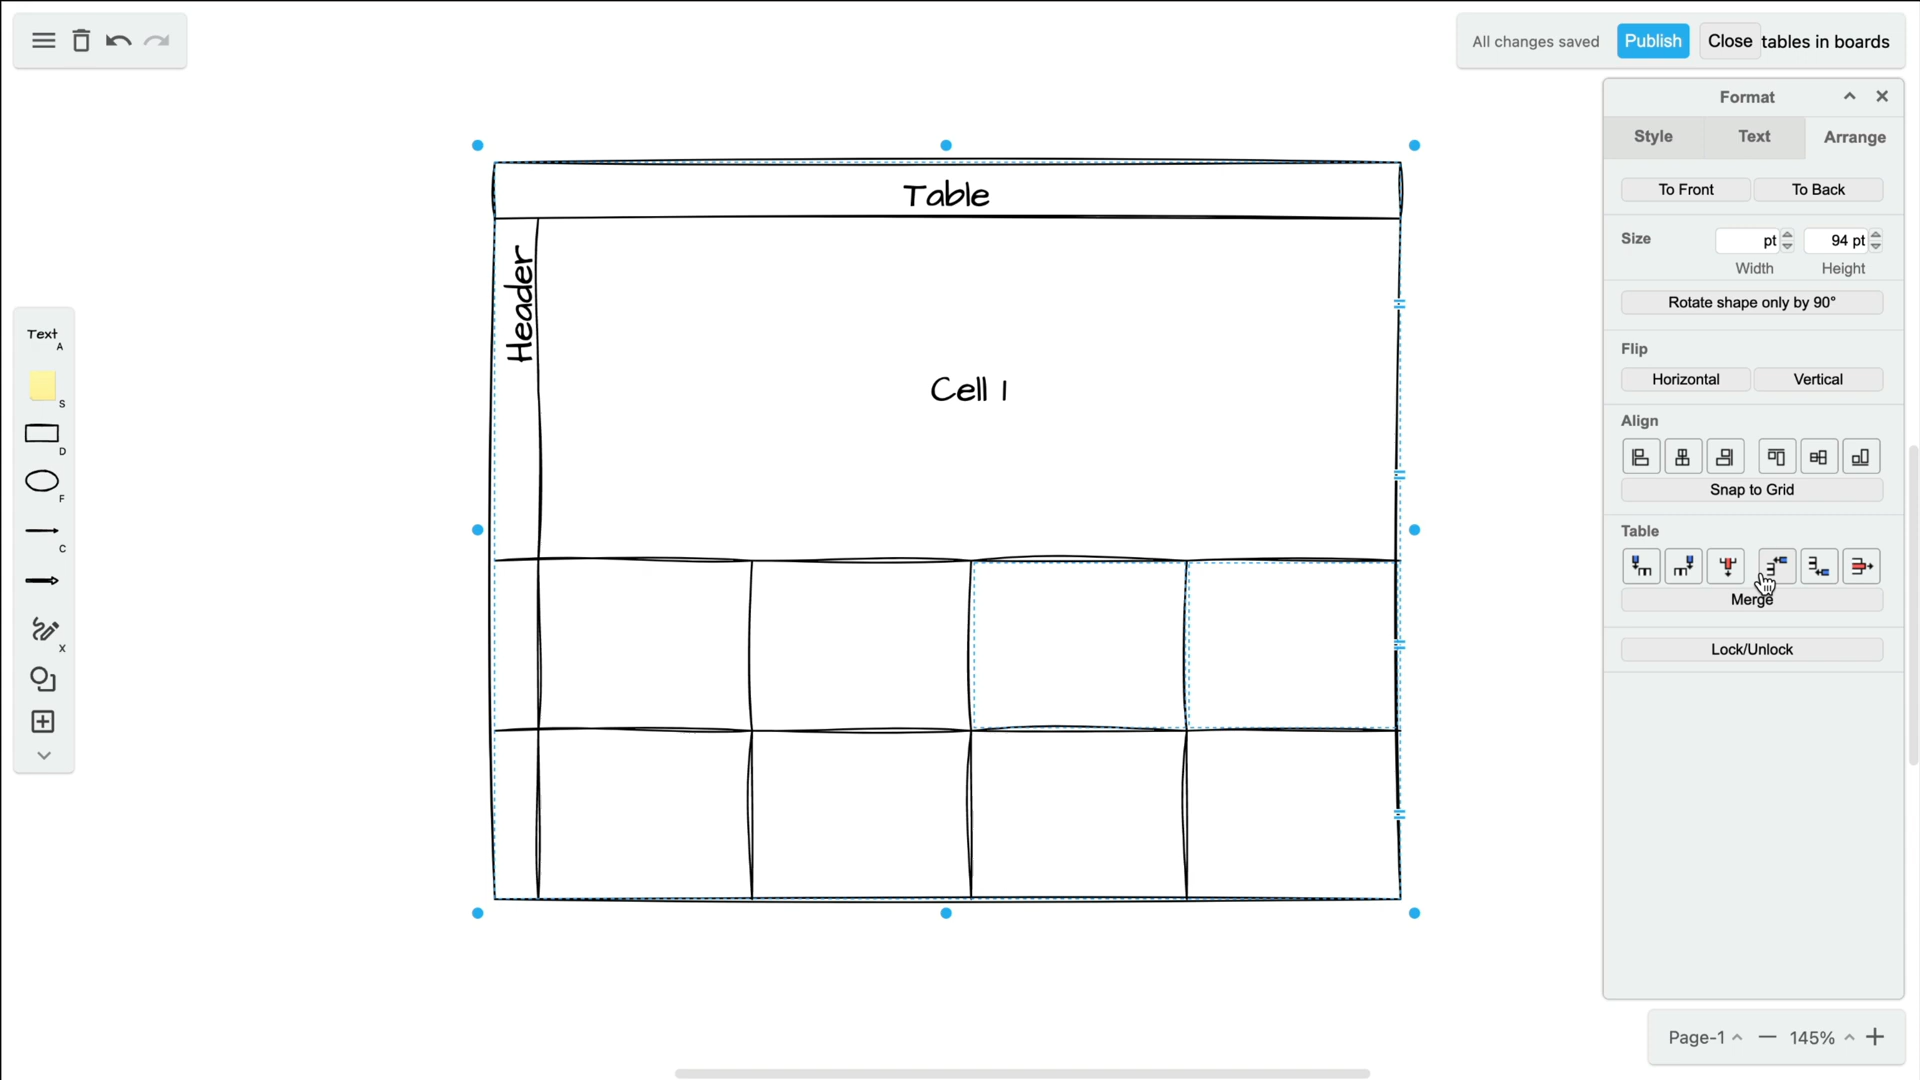 All changes saved
Publish
Close
tables in boards
Format
Style
Text
Arrange
To Front
To Back
Size
pt
94 pt
Width
Height
Rotate shape only by 90°
Flip
Horizontal
Vertical
Align
Snap to Grid
Table
Merge
Lock/Unlock
Text
A
S
D
F
C
X
Table
Header
Cell 1
Page-1
145%